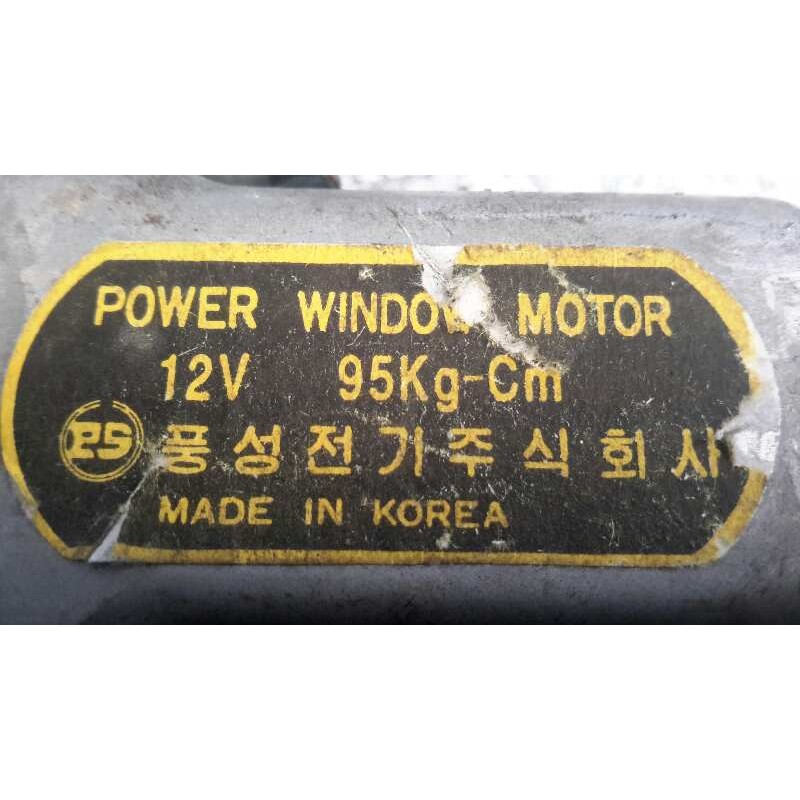 POWER WINDOW MOTOR
12V 95Kg-Cm
PS 풍성전기주식회사
MADE IN KOREA